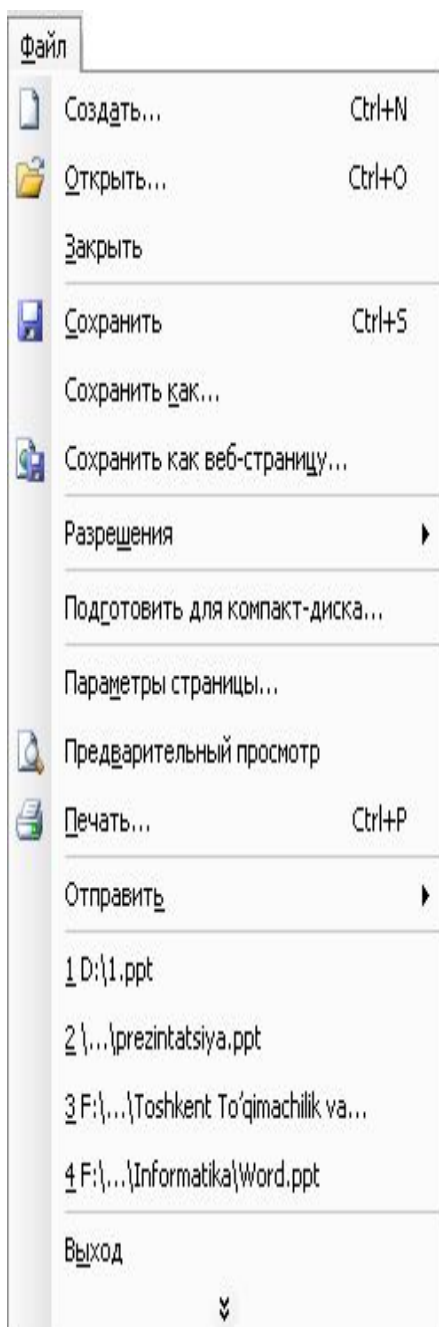 Файл
Создать... Ctrl+N
Открыть... Ctrl+O
Закрыть
Сохранить Ctrl+S
Сохранить как...
Сохранить как веб-страницу...
Разрешения
Подготовить для компакт-диска...
Параметры страницы...
Предварительный просмотр
Печать... Ctrl+P
Отправить
1 D:\1.ppt
2 \...\prezintatsiya.ppt
3 F:\...\Toshkent To'qimachilik va...
4 F:\...\Informatika\Word.ppt
Выход